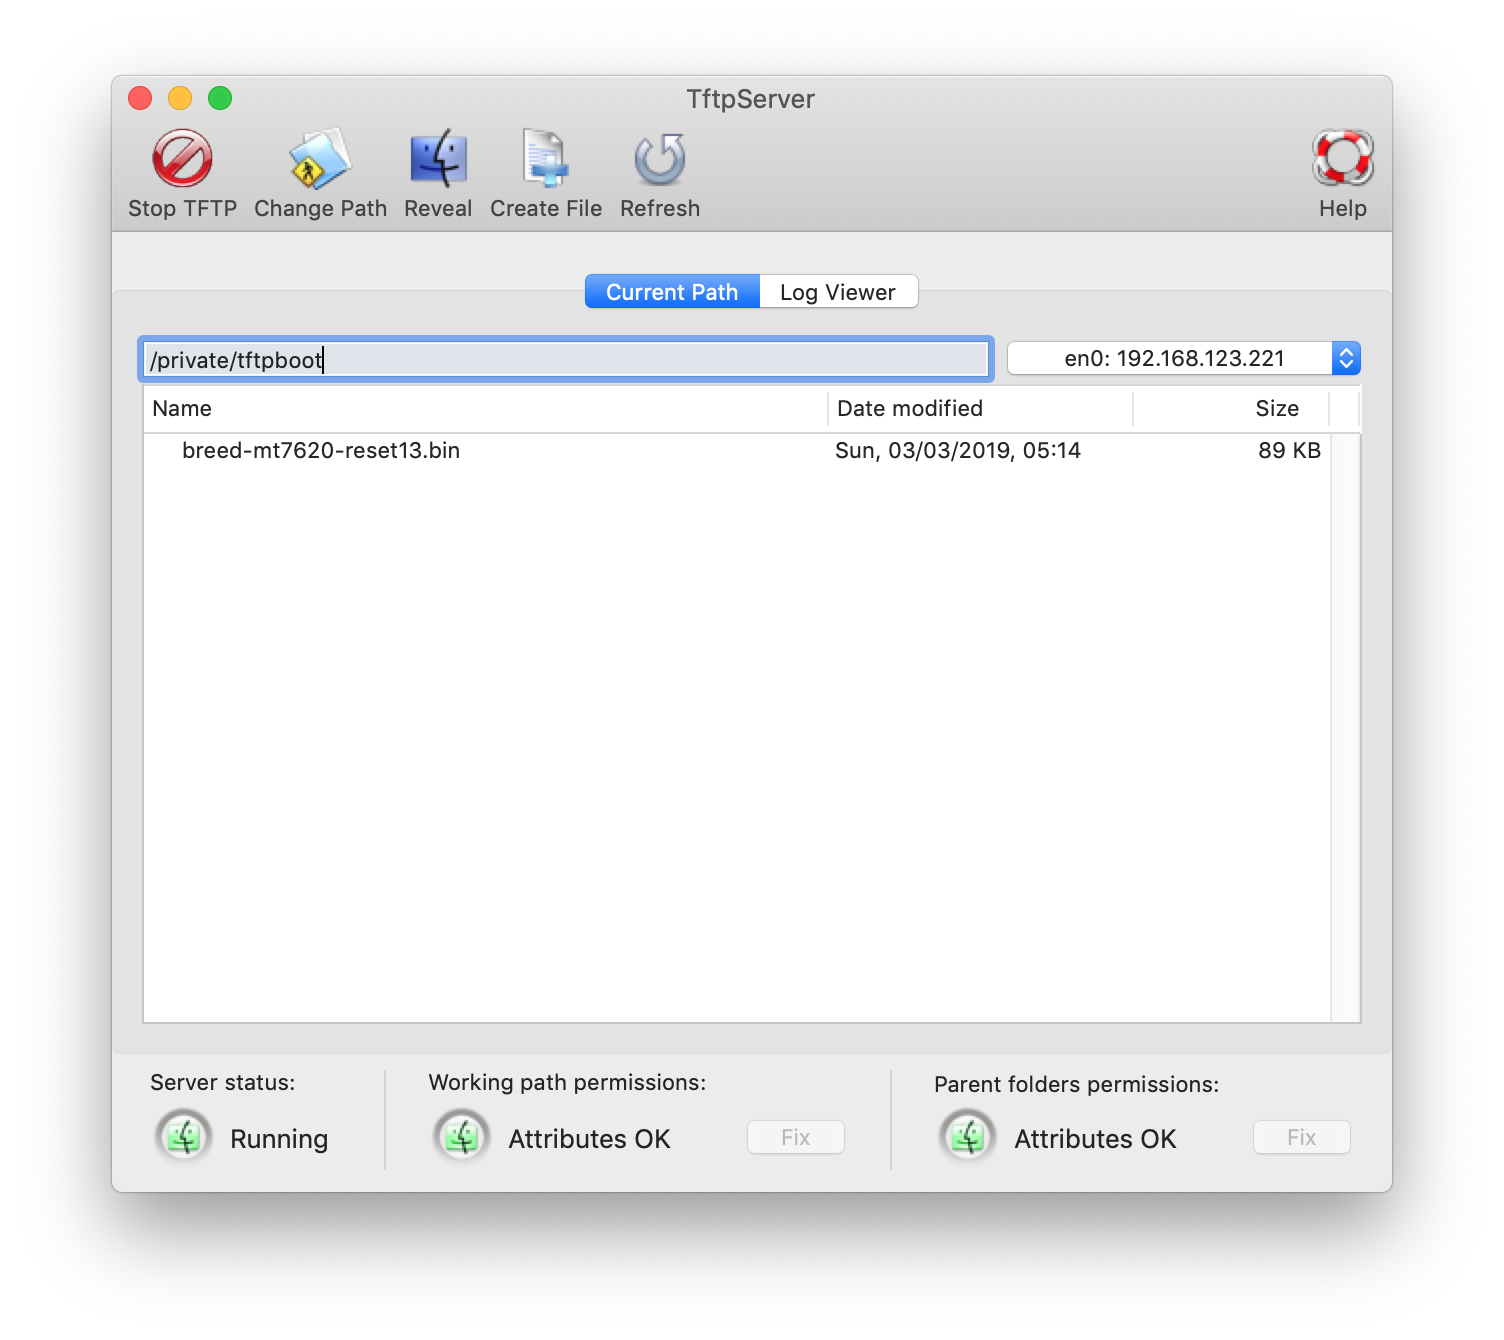 TftpServer
Stop TFTP Change Path Reveal Create File Refresh Help
Current Path Log Viewer
/private/tftpboot en0: 192.168.123.221
Name Date modified Size
breed-mt7620-reset13.bin Sun, 03/03/2019, 05:14 89 KB
Server status: Working path permissions: Parent folders permissions:
Running Attributes OK Fix Attributes OK Fix